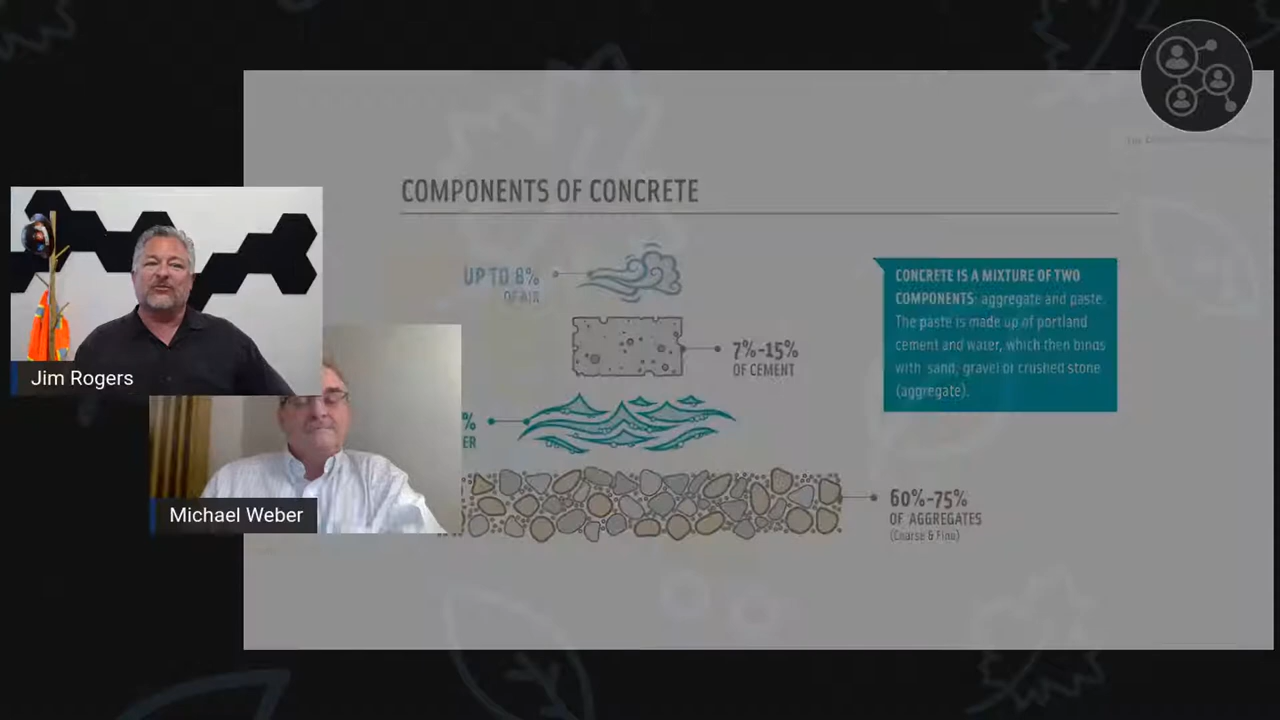 COMPONENTS OF CONCRETE
UP TO 8%
OF AIR
CONCRETE IS A MIXTURE OF TWO
COMPONENTS: aggregate and paste.
The paste is made up of portland
cement and water, which then binds
with sand, gravel or crushed stone
(aggregate).
7%-15%
OF CEMENT
Jim Rogers
%
ER
60%-75%
OF AGGREGATES
(Coarse & Fine)
Michael Weber